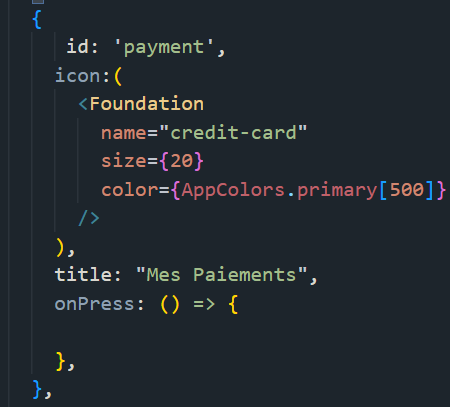 {
id: 'payment',
icon:(
<Foundation
name="credit-card"
size={20}
color={AppColors.primary[500]}
/>
),
title: "Mes Paiements",
onPress: () => {
},
},